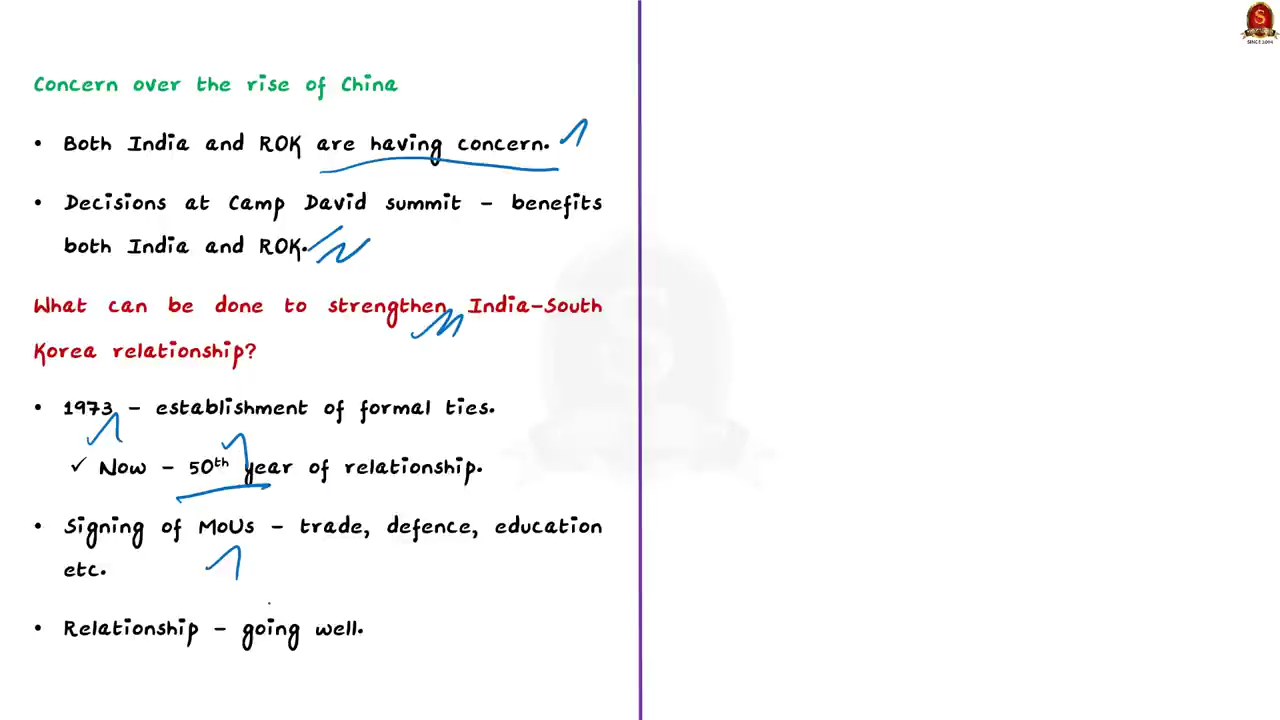 Concern over the rise of China
• Both India and ROK are having concern.
• Decisions at Camp David summit – benefits
both India and ROK.
What can be done to strengthen India-South
Korea relationship?
• 1973 – establishment of formal ties.
✓ Now – 50th year of relationship.
• Signing of MoUs – trade, defence, education
etc.
• Relationship – going well.
S
SINCE 2004